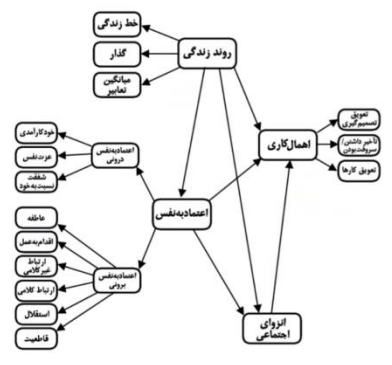 خط زندگی
گذار
میانگین
تعابیر
روند زندگی
تعویق
تصمیم‌گیری
تأخیر داشتن/
سروقت‌بودن
تعویق کارها
اهمال‌کاری
خودکارآمدی
عزت‌نفس
شفقت
نسبت‌به خود
اعتمادبه‌نفس
درونی
اعتمادبه‌نفس
عاطفه
اقدام‌به‌عمل
ارتباط
غیرکلامی
ارتباط کلامی
استقلال
قاطعیت
اعتمادبه‌نفس
برونی
انزوای
اجتماعی